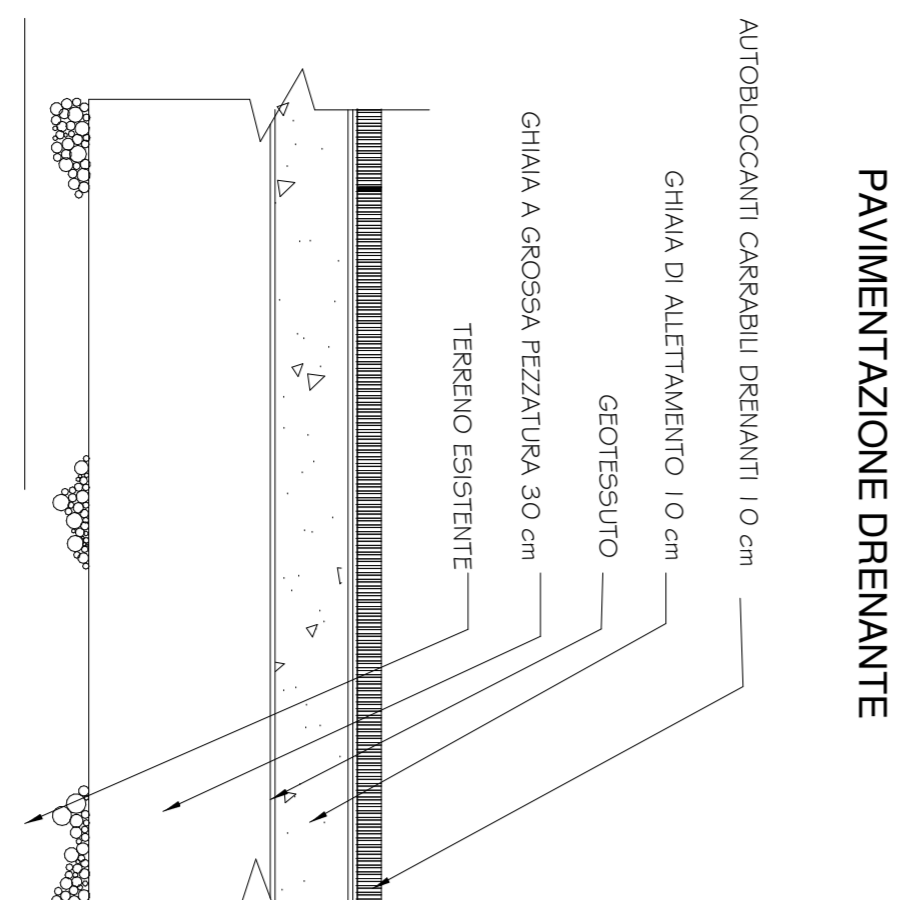 PAVIMENTAZIONE DRENANTE
AUTOBLOCCANTI CARRABILI DRENANTI 10 cm
GHIAIA DI ALLETTAMENTO 10 cm
GEOTESSUTO
GHIAIA A GROSSA PEZZATURA 30 cm
TERRENO ESISTENTE